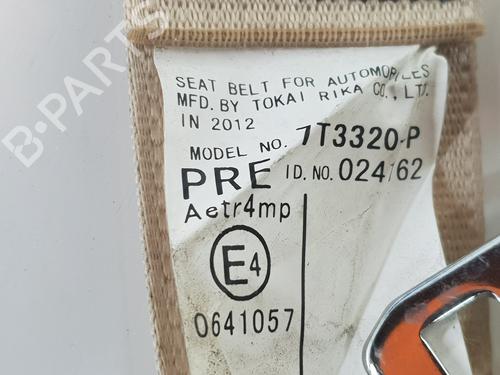 SEAT BELT FOR AUTOMOBILES
MFD. BY TOKAI RIKA CO., LTD.
IN 2012
MODEL NO. 7T3320-P
PRE I D. NO. 024762
Aetr4mp
E4
0641057
B-PARTS